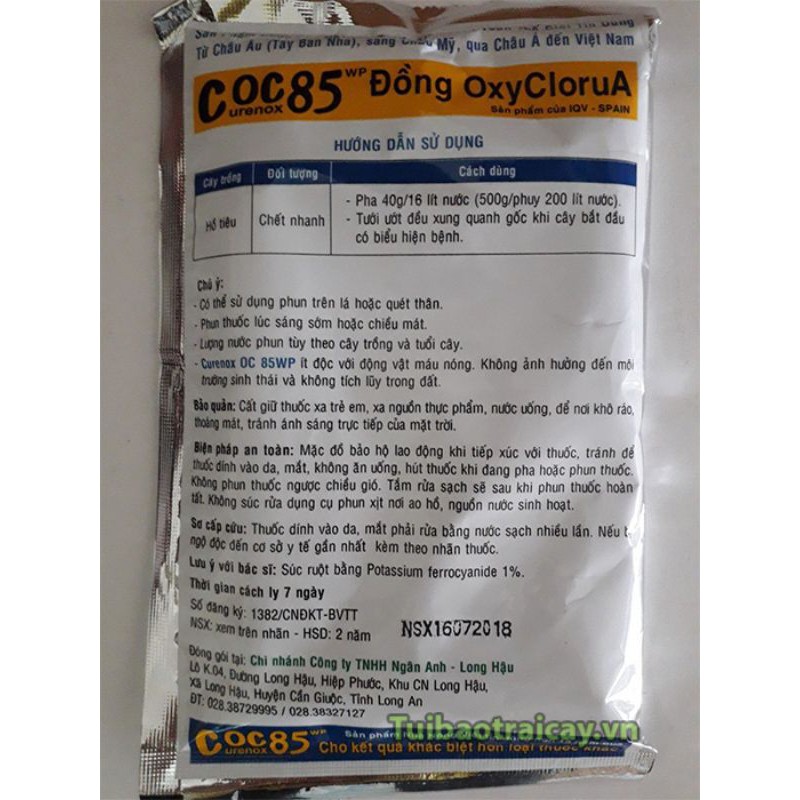 Từ Châu Âu (Tây Ban Nha), sang Châu Mỹ, qua Châu Á đến Việt Nam
Curenox OC85 WP Đồng OxyCloruA
Sản phẩm của IQV - SPAIN
HƯỚNG DẪN SỬ DỤNG
Cây trồng Đối tượng Cách dùng
Hồ tiêu Chết nhanh
- Pha 40g/16 lít nước (500g/phuy 200 lít nước).
- Tưới ướt đều xung quanh gốc khi cây bắt đầu
có biểu hiện bệnh.
Chú ý:
- Có thể sử dụng phun trên lá hoặc quét thân.
- Phun thuốc lúc sáng sớm hoặc chiều mát.
- Lượng nước phun tùy theo cây trồng và tuổi cây.
- Curenox OC 85WP ít độc với động vật máu nóng. Không ảnh hưởng đến môi
trường sinh thái và không tích lũy trong đất.
Bảo quản: Cất giữ thuốc xa trẻ em, xa nguồn thực phẩm, nước uống, để nơi khô ráo,
thoáng mát, tránh ánh sáng trực tiếp của mặt trời.
Biện pháp an toàn: Mặc đồ bảo hộ lao động khi tiếp xúc với thuốc, tránh để
thuốc dính vào da, mắt, không ăn uống, hút thuốc khi đang pha hoặc phun thuốc.
Không phun thuốc ngược chiều gió. Tắm rửa sạch sẽ sau khi phun thuốc hoàn
tất. Không súc rửa dụng cụ phun xịt nơi ao hồ, nguồn nước sinh hoạt.
Sơ cấp cứu: Thuốc dính vào da, mắt phải rửa bằng nước sạch nhiều lần. Nếu
ngộ độc đến cơ sở y tế gần nhất kèm theo nhãn thuốc.
Lưu ý với bác sĩ: Súc ruột bằng Potassium ferrocyanide 1%.
Thời gian cách ly 7 ngày
Số đăng ký: 1382/CNĐKT-BVTT
NSX: xem trên nhãn - HSD: 2 năm NSX16072018
Đóng gói tại: Chi nhánh Công ty TNHH Ngân Anh - Long Hậu
Lô K.04, Đường Long Hậu, Hiệp Phước, Khu CN Long Hậu,
Xã Long Hậu, Huyện Cần Giuộc, Tỉnh Long An
ĐT: 028.38729995 / 028.38327127
Tuibaotraicay.vn
Curenox OC85 WP Sản phẩm
Cho kết quả khác biệt hơn loại thuốc khác